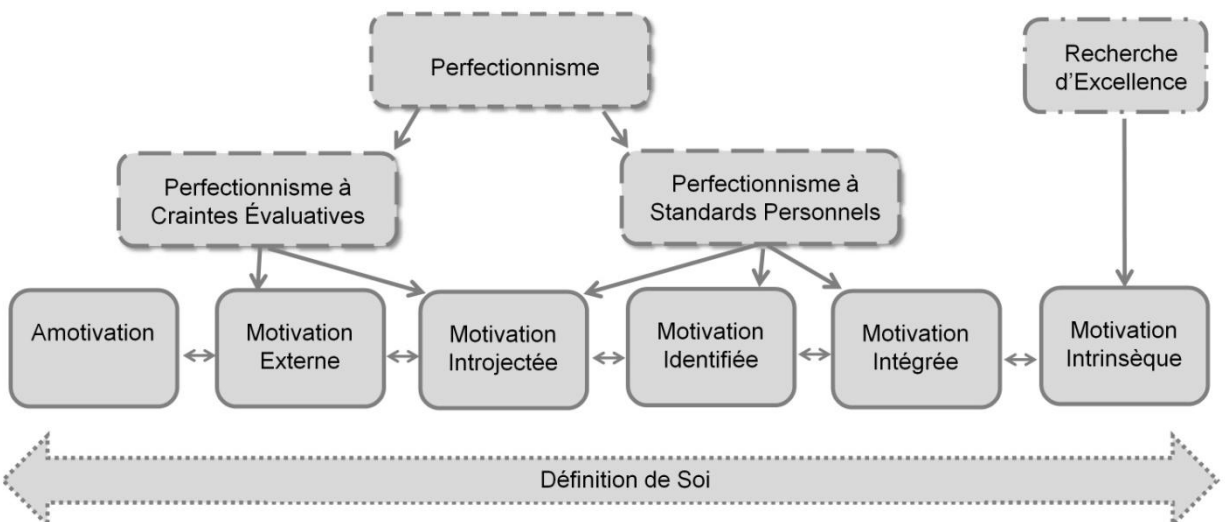 Perfectionnisme
Recherche
d'Excellence
Perfectionnisme à
Craintes Évaluatives
Perfectionnisme à
Standards Personnels
Amotivation
Motivation
Externe
Motivation
Introjectée
Motivation
Identifiée
Motivation
Intégrée
Motivation
Intrinsèque
Définition de Soi